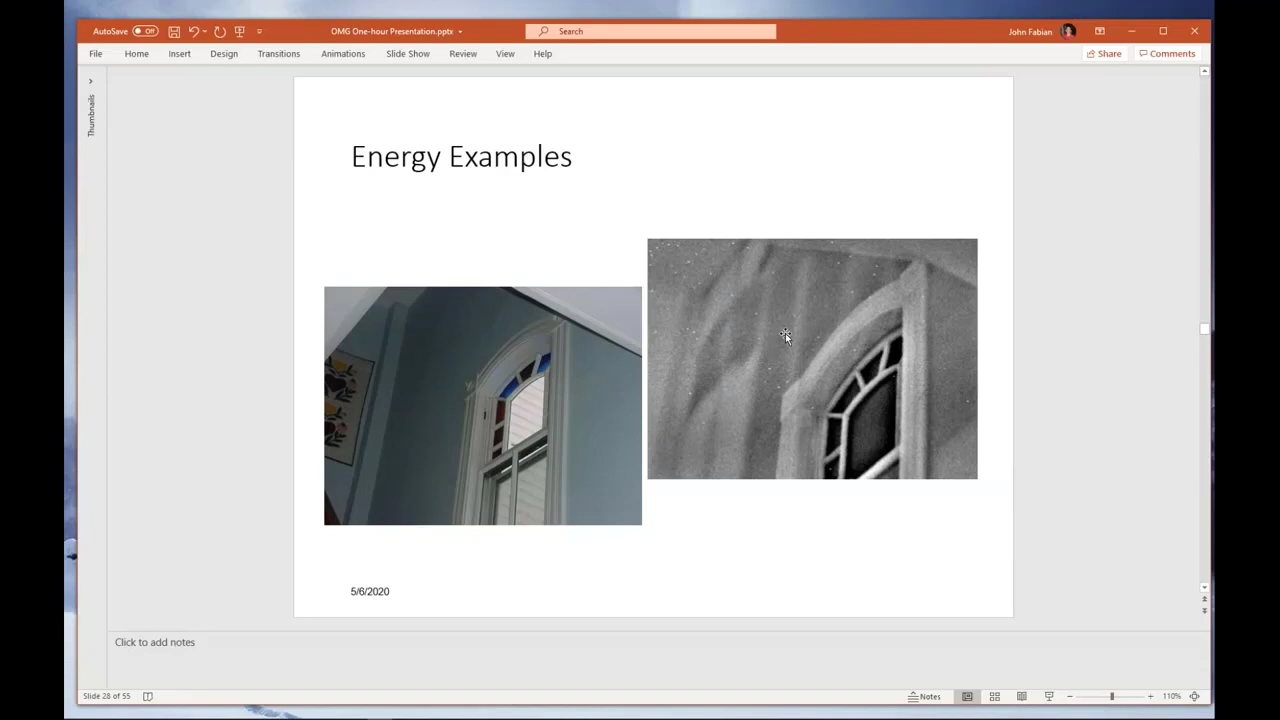 AutoSave Off OMG One-hour Presentation.pptx Search John Fabian
File Home Insert Design Transitions Animations Slide Show Review View Help Share Comments
Thumbnails
Energy Examples
5/6/2020
Click to add notes
Slide 28 of 55 Notes 110%